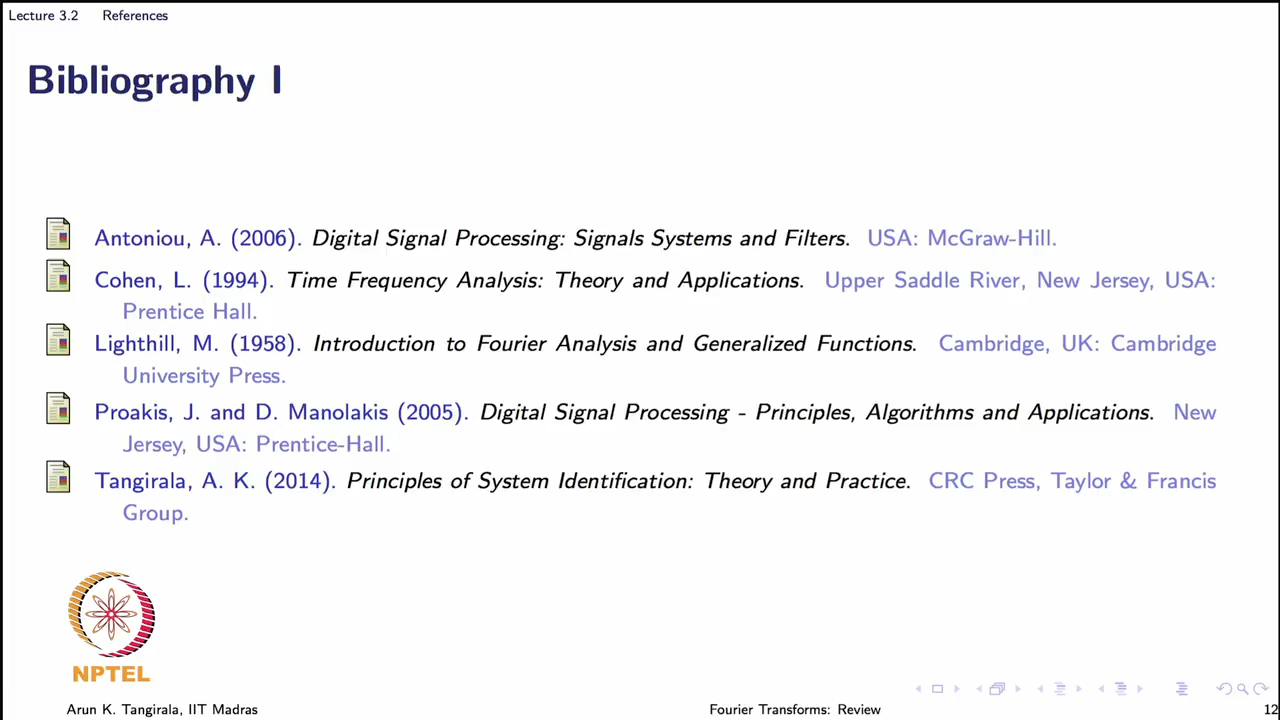 Lecture 3.2 References
Bibliography I
Antoniou, A. (2006). Digital Signal Processing: Signals Systems and Filters. USA: McGraw-Hill.
Cohen, L. (1994). Time Frequency Analysis: Theory and Applications. Upper Saddle River, New Jersey, USA:
Prentice Hall.
Lighthill, M. (1958). Introduction to Fourier Analysis and Generalized Functions. Cambridge, UK: Cambridge
University Press.
Proakis, J. and D. Manolakis (2005). Digital Signal Processing - Principles, Algorithms and Applications. New
Jersey, USA: Prentice-Hall.
Tangirala, A. K. (2014). Principles of System Identification: Theory and Practice. CRC Press, Taylor & Francis
Group.
NPTEL
Arun K. Tangirala, IIT Madras Fourier Transforms: Review 12